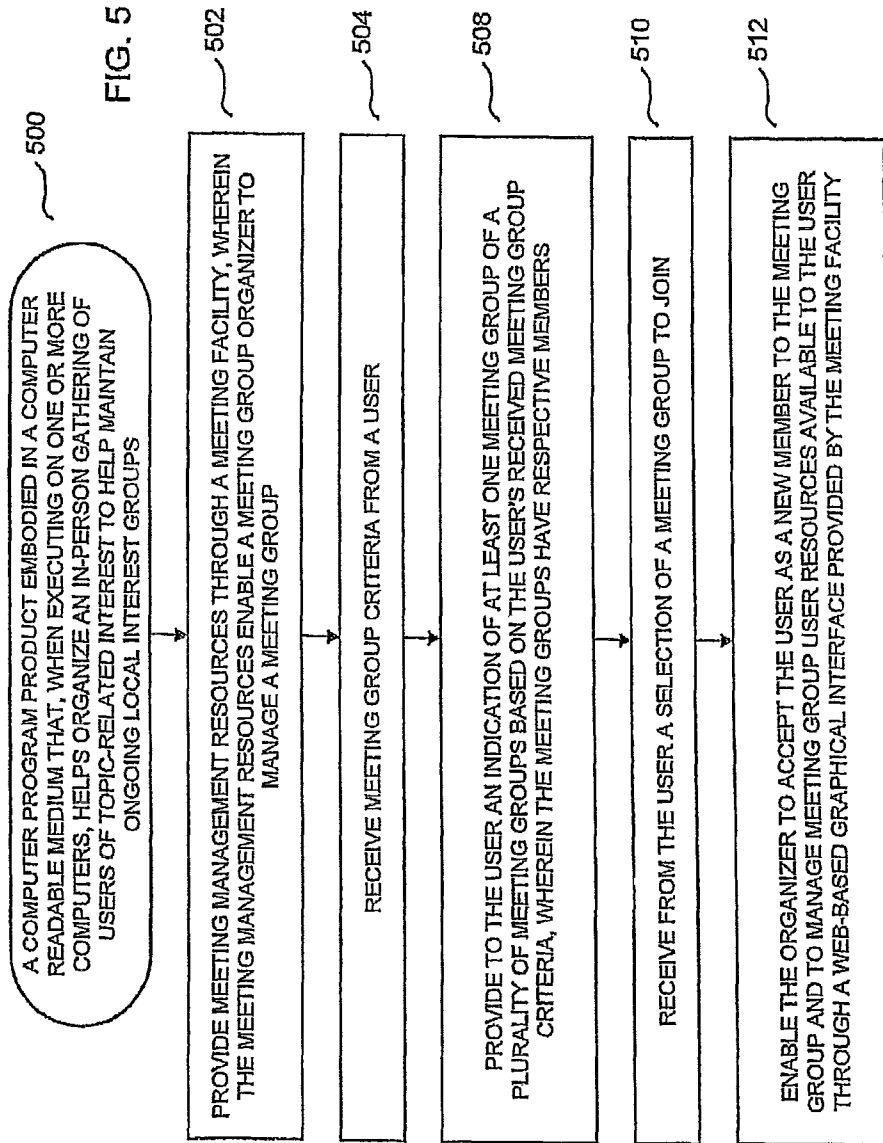 FIG. 5
500
A COMPUTER PROGRAM PRODUCT EMBODIED IN A COMPUTER
READABLE MEDIUM THAT, WHEN EXECUTING ON ONE OR MORE
COMPUTERS, HELPS ORGANIZE AN IN-PERSON GATHERING OF
USERS OF TOPIC-RELATED INTEREST TO HELP MAINTAIN
ONGOING LOCAL INTEREST GROUPS
502
PROVIDE MEETING MANAGEMENT RESOURCES THROUGH A MEETING FACILITY, WHEREIN
THE MEETING MANAGEMENT RESOURCES ENABLE A MEETING GROUP ORGANIZER TO
MANAGE A MEETING GROUP
504
RECEIVE MEETING GROUP CRITERIA FROM A USER
508
PROVIDE TO THE USER AN INDICATION OF AT LEAST ONE MEETING GROUP OF A
PLURALITY OF MEETING GROUPS BASED ON THE USER'S RECEIVED MEETING GROUP
CRITERIA, WHEREIN THE MEETING GROUPS HAVE RESPECTIVE MEMBERS
510
RECEIVE FROM THE USER A SELECTION OF A MEETING GROUP TO JOIN
512
ENABLE THE ORGANIZER TO ACCEPT THE USER AS A NEW MEMBER TO THE MEETING
GROUP AND TO MANAGE MEETING GROUP USER RESOURCES AVAILABLE TO THE USER
THROUGH A WEB-BASED GRAPHICAL INTERFACE PROVIDED BY THE MEETING FACILITY